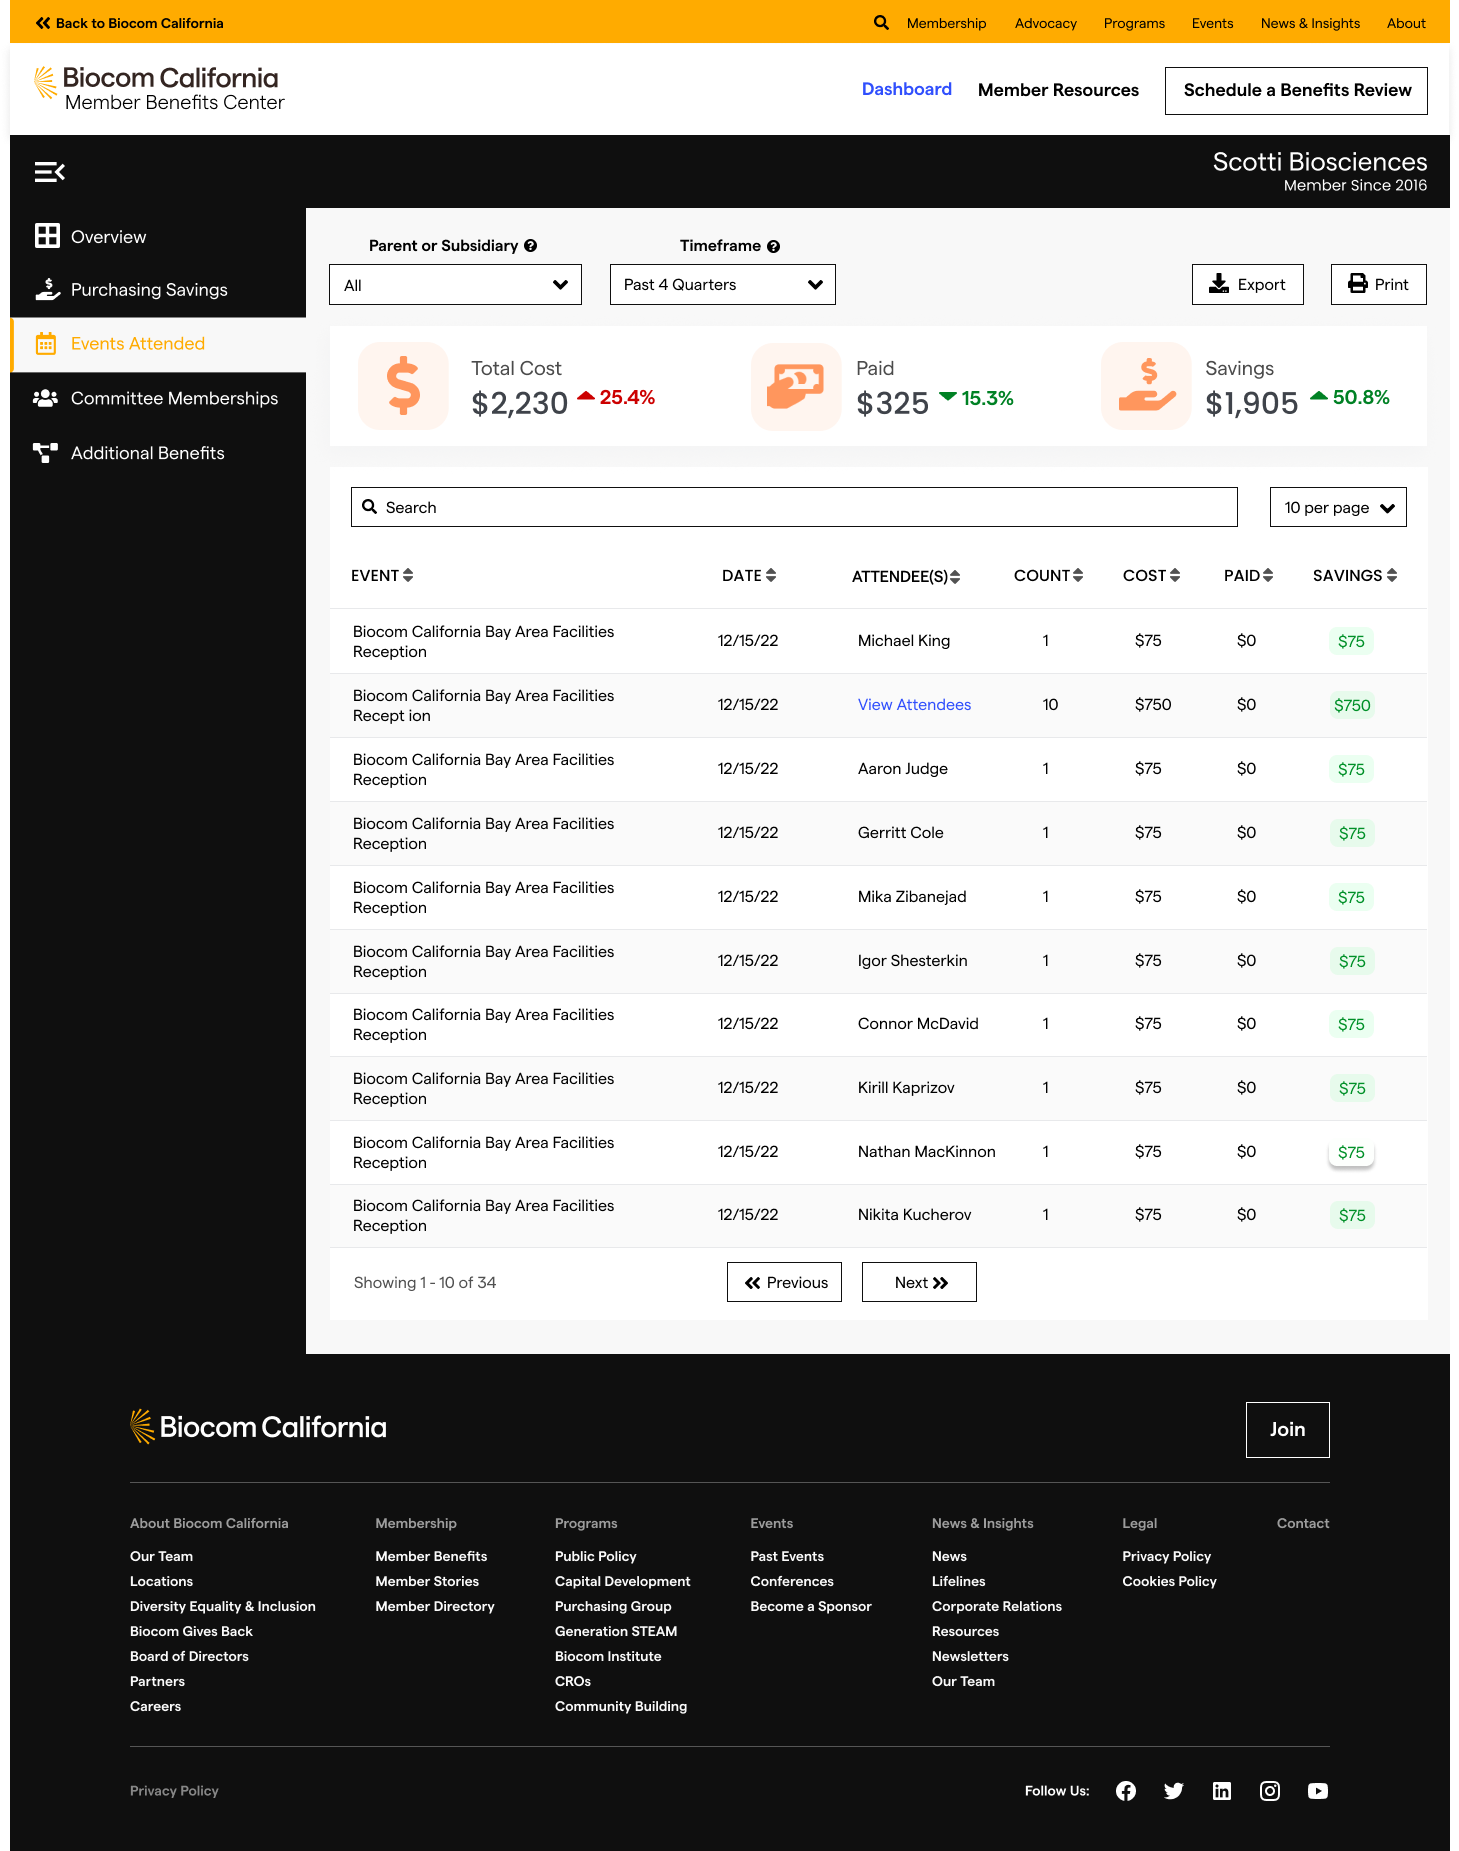 Back to Biocom California
Membership Advocacy Programs Events News & Insights About
Biocom California
Member Benefits Center
Dashboard Member Resources Schedule a Benefits Review
Scotti Biosciences
Member Since 2016
Overview
Purchasing Savings
Events Attended
Committee Memberships
Additional Benefits
Parent or Subsidiary ? Timeframe ?
All Past 4 Quarters Export Print
Total Cost
$2,230 25.4%
Paid
$325 15.3%
Savings
$1,905 50.8%
Search 10 per page
EVENT DATE ATTENDEE(S) COUNT COST PAID SAVINGS
Biocom California Bay Area Facilities
Reception
12/15/22 Michael King 1 $75 $0 $75
Biocom California Bay Area Facilities
Recept ion
12/15/22 View Attendees 10 $750 $0 $750
Biocom California Bay Area Facilities
Reception
12/15/22 Aaron Judge 1 $75 $0 $75
Biocom California Bay Area Facilities
Reception
12/15/22 Gerritt Cole 1 $75 $0 $75
Biocom California Bay Area Facilities
Reception
12/15/22 Mika Zibanejad 1 $75 $0 $75
Biocom California Bay Area Facilities
Reception
12/15/22 Igor Shesterkin 1 $75 $0 $75
Biocom California Bay Area Facilities
Reception
12/15/22 Connor McDavid 1 $75 $0 $75
Biocom California Bay Area Facilities
Reception
12/15/22 Kirill Kaprizov 1 $75 $0 $75
Biocom California Bay Area Facilities
Reception
12/15/22 Nathan MacKinnon 1 $75 $0 $75
Biocom California Bay Area Facilities
Reception
12/15/22 Nikita Kucherov 1 $75 $0 $75
Showing 1 - 10 of 34 Previous Next
Biocom California
Join
About Biocom California
Our Team
Locations
Diversity Equality & Inclusion
Biocom Gives Back
Board of Directors
Partners
Careers
Membership
Member Benefits
Member Stories
Member Directory
Programs
Public Policy
Capital Development
Purchasing Group
Generation STEAM
Biocom Institute
CROs
Community Building
Events
Past Events
Conferences
Become a Sponsor
News & Insights
News
Lifelines
Corporate Relations
Resources
Newsletters
Our Team
Legal
Privacy Policy
Cookies Policy
Contact
Privacy Policy
Follow Us: